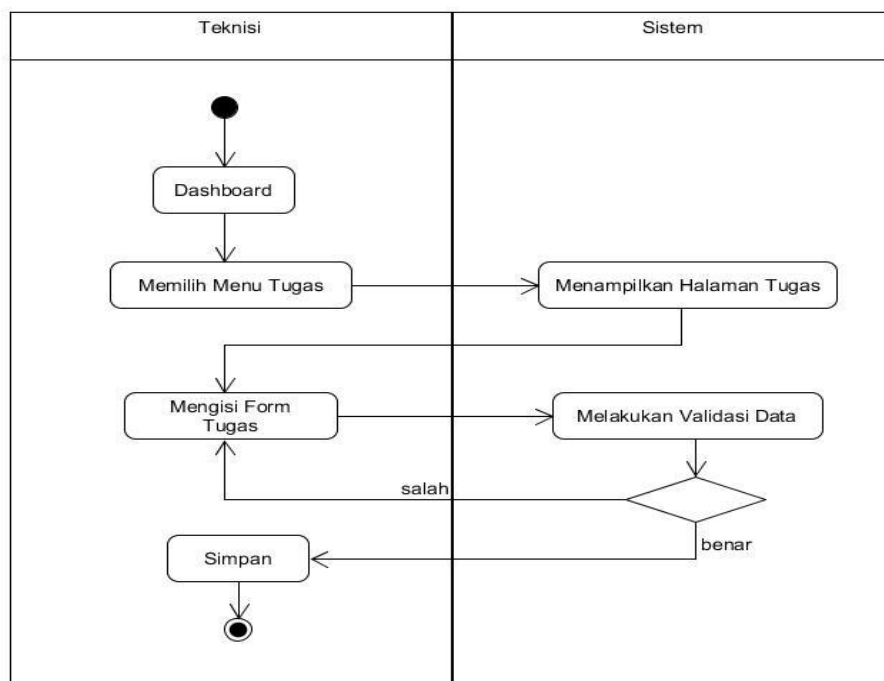 Teknisi
Sistem
Dashboard
Memilih Menu Tugas
Menampilkan Halaman Tugas
Mengisi Form
Tugas
Melakukan Validasi Data
salah
benar
Simpan